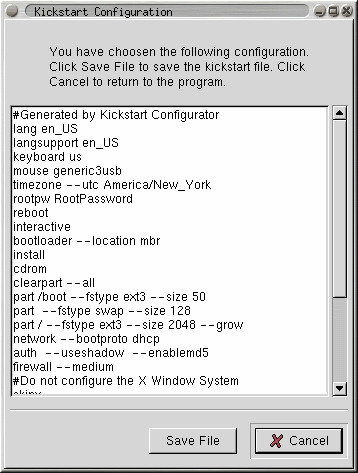 Kickstart Configuration
You have choosen the following configuration.
Click Save File to save the kickstart file. Click
Cancel to return to the program.
#Generated by Kickstart Configurator
lang en_US
langsupport en_US
keyboard us
mouse generic3usb
timezone --utc America/New_York
rootpw RootPassword
reboot
interactive
bootloader --location mbr
install
cdrom
clearpart --all
part /boot --fstype ext3 --size 50
part  --fstype swap --size 128
part / --fstype ext3 --size 2048 --grow
network --bootproto dhcp
auth  --useshadow  --enablemd5
firewall --medium
#Do not configure the X Window System
skipx
Save File
Cancel